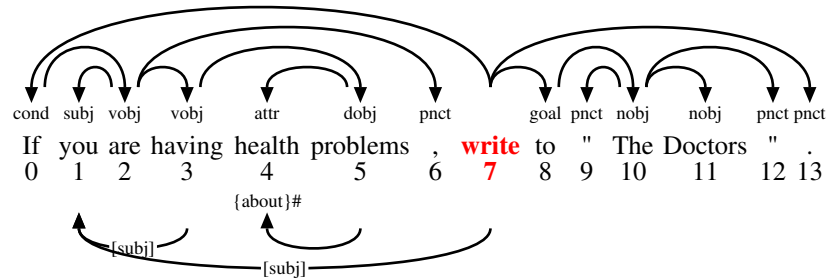 cond subj vobj vobj attr dobj pnct goal pnct nobj nobj pnct pnct
If you are having health problems , write to " The Doctors " .
0 1 2 3 4 5 6 7 8 9 10 11 12 13
{about}#
[subj]
[subj]